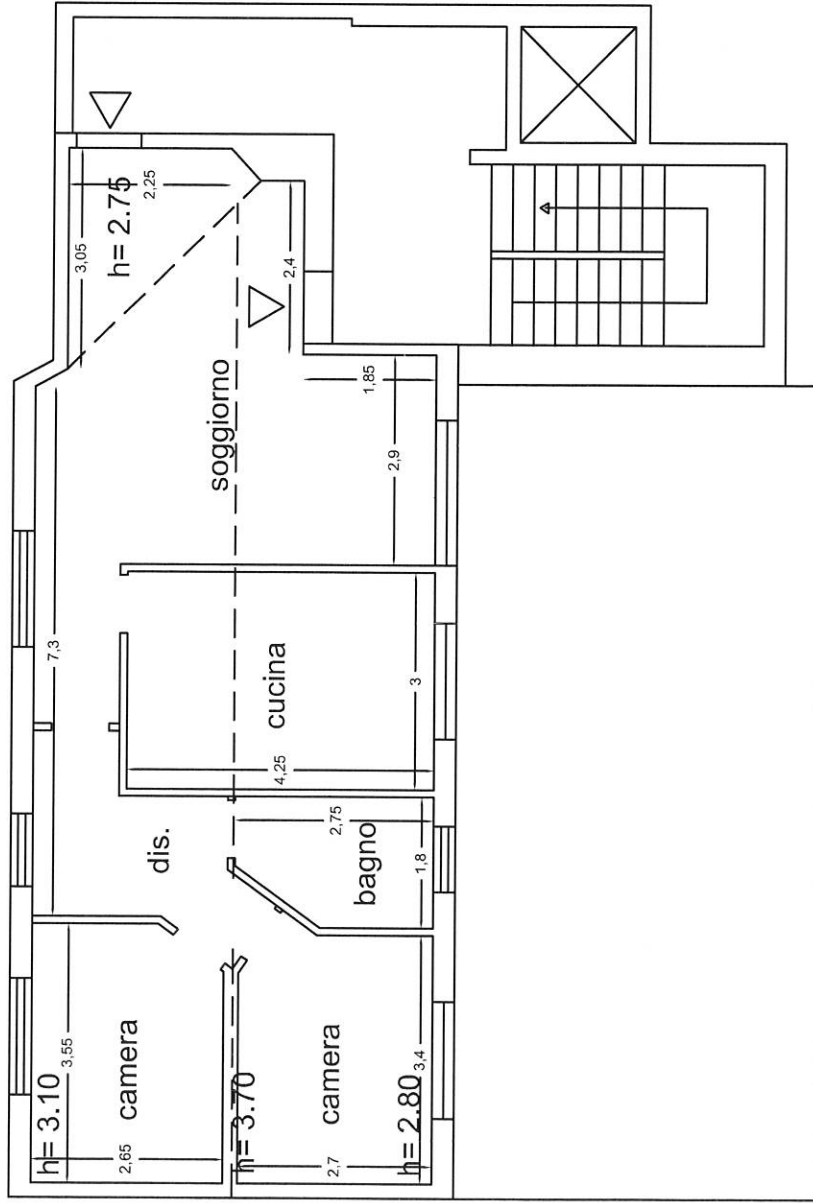 h= 3.10
3,55
camera
2,65
h= 3.70
camera
2,7
h= 2.80
3,4
dis.
7,3
bagno
2,75
1,8
cucina
4,25
3
soggiorno
2,9
1,85
3,05
h= 2.75
2,25
2,4